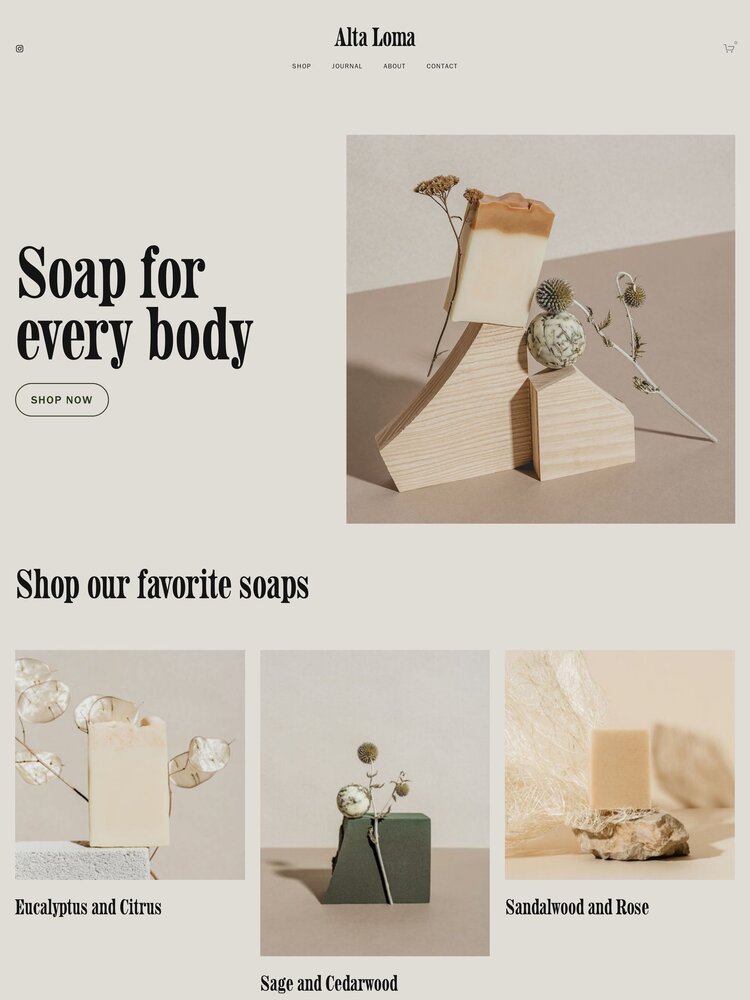 Alta Loma
SHOP JOURNAL ABOUT CONTACT
Soap for
every body
SHOP NOW
Shop our favorite soaps
Eucalyptus and Citrus
Sage and Cedarwood
Sandalwood and Rose